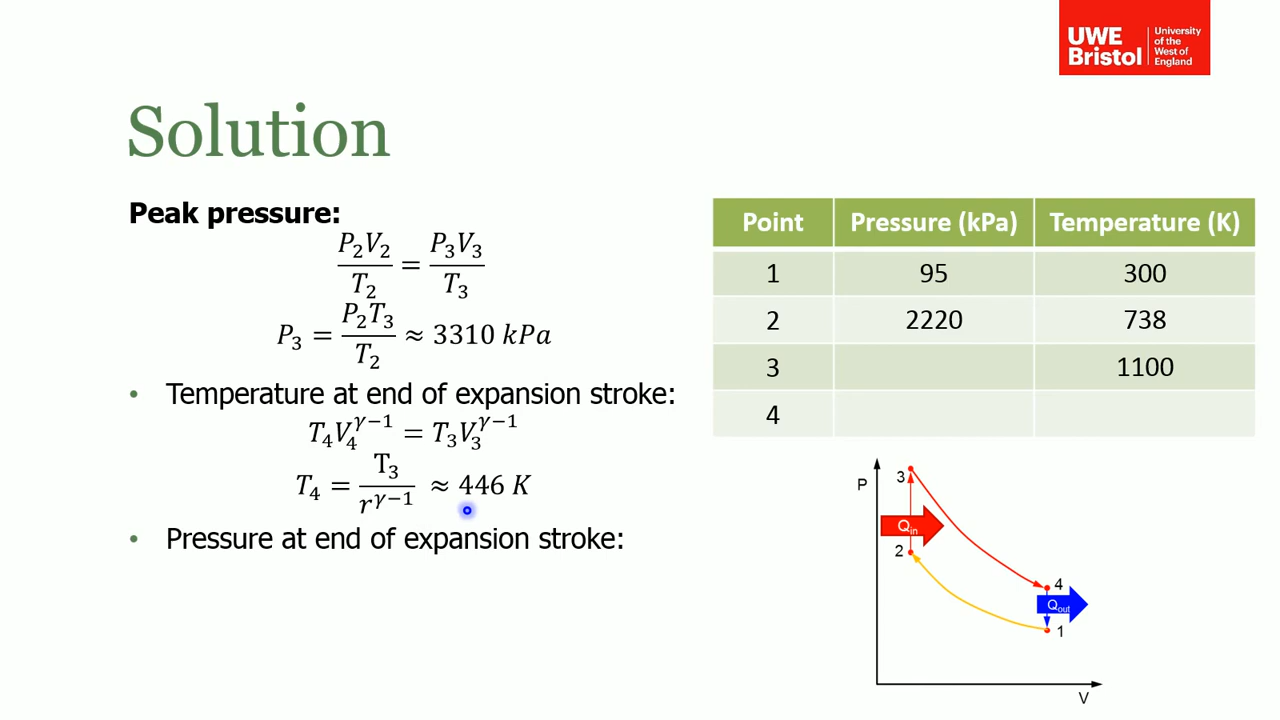 UWE Bristol University of the West of England
Solution
Peak pressure:
P₂V₂/T₂ = P₃V₃/T₃
P₃ = P₂T₃/T₂ ≈ 3310 kPa
• Temperature at end of expansion stroke:
T₄V₄^(γ−1) = T₃V₃^(γ−1)
T₄ = T₃/r^(γ−1) ≈ 446 K
• Pressure at end of expansion stroke:
Point Pressure (kPa) Temperature (K)
1 95 300
2 2220 738
3 1100
4
P
3
Qin
2
4
Qout
1
V